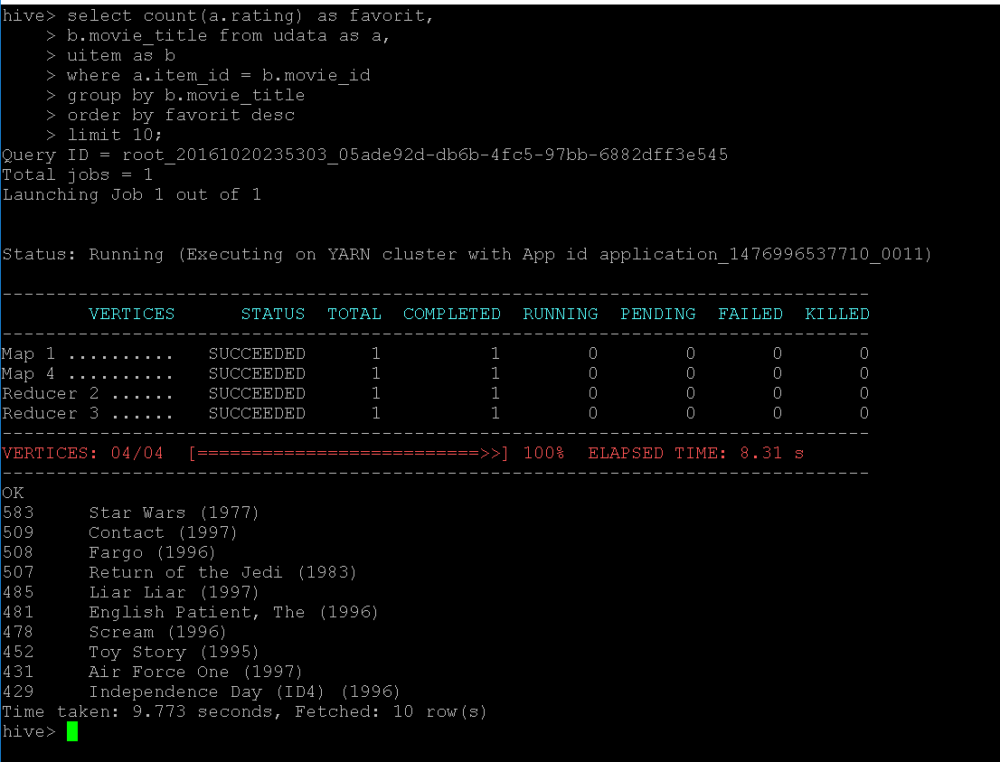 hive> select count(a.rating) as favorit,
    > b.movie_title from udata as a,
    > uitem as b
    > where a.item_id = b.movie_id
    > group by b.movie_title
    > order by favorit desc
    > limit 10;
Query ID = root_20161020235303_05ade92d-db6b-4fc5-97bb-6882dff3e545
Total jobs = 1
Launching Job 1 out of 1
Status: Running (Executing on YARN cluster with App id application_1476996537710_0011)
--------------------------------------------------------------------------------
        VERTICES      STATUS  TOTAL  COMPLETED  RUNNING  PENDING  FAILED  KILLED
--------------------------------------------------------------------------------
Map 1 ..........   SUCCEEDED      1          1        0        0       0       0
Map 4 ..........   SUCCEEDED      1          1        0        0       0       0
Reducer 2 ......   SUCCEEDED      1          1        0        0       0       0
Reducer 3 ......   SUCCEEDED      1          1        0        0       0       0
--------------------------------------------------------------------------------
VERTICES: 04/04  [==========================>>] 100%  ELAPSED TIME: 8.31 s
--------------------------------------------------------------------------------
OK
583     Star Wars (1977)
509     Contact (1997)
508     Fargo (1996)
507     Return of the Jedi (1983)
485     Liar Liar (1997)
481     English Patient, The (1996)
478     Scream (1996)
452     Toy Story (1995)
431     Air Force One (1997)
429     Independence Day (ID4) (1996)
Time taken: 9.773 seconds, Fetched: 10 row(s)
hive>